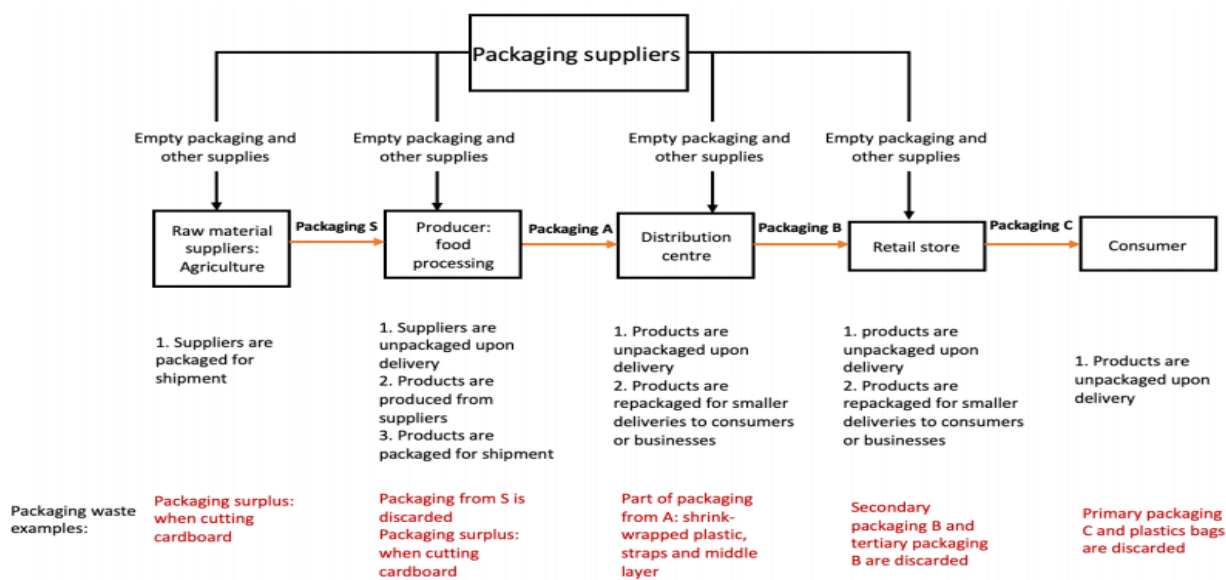 Packaging suppliers
Empty packaging and
other supplies
Empty packaging and
other supplies
Empty packaging and
other supplies
Empty packaging and
other supplies
Raw material
suppliers:
Agriculture
Packaging S
Producer:
food
processing
Packaging A
Distribution
centre
Packaging B
Retail store
Packaging C
Consumer
1. Suppliers are
packaged for
shipment
1. Suppliers are
unpackaged upon
delivery
2. Products are
produced from
suppliers
3. Products are
packaged for shipment
1. Products are
unpackaged upon
delivery
2. Products are
repackaged for smaller
deliveries to consumers
or businesses
1. products are
unpackaged upon
delivery
2. Products are
repackaged for smaller
deliveries to consumers
or businesses
1. Products are
unpackaged upon
delivery
Packaging waste
examples:
Packaging surplus:
when cutting
cardboard
Packaging from S is
discarded
Packaging surplus:
when cutting
cardboard
Part of packaging
from A: shrink-
wrapped plastic,
straps and middle
layer
Secondary
packaging B and
tertiary packaging
B are discarded
Primary packaging
C and plastics bags
are discarded